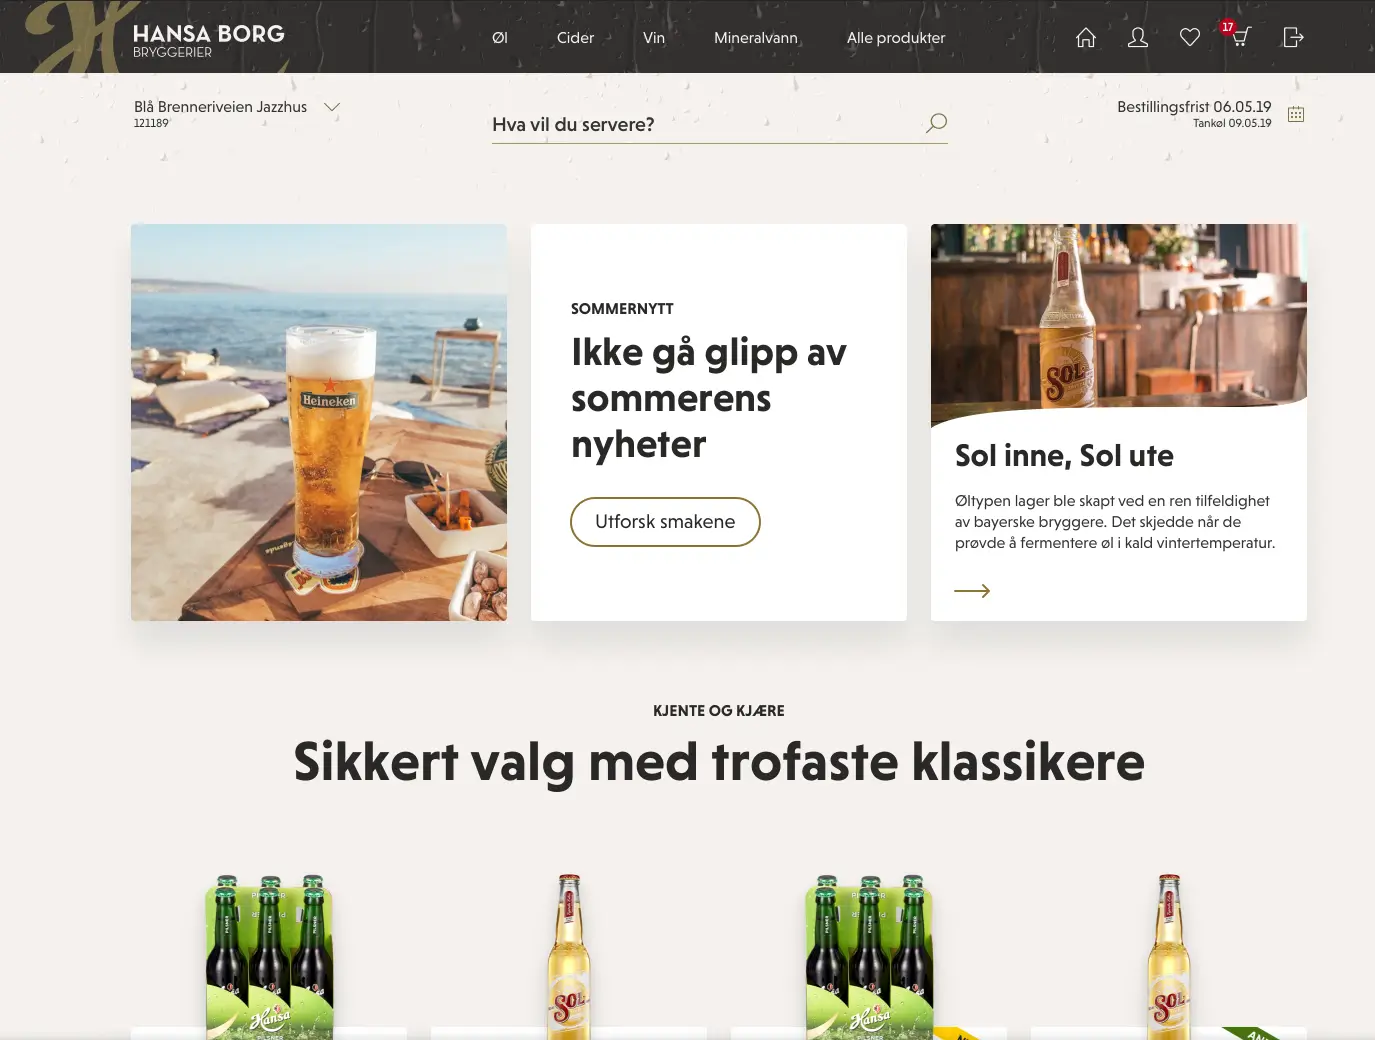 HANSA BORG
BRYGGERIER
Øl
Cider
Vin
Mineralvann
Alle produkter
17
Blå Brenneriveien Jazzhus
121189
Hva vil du servere?
Bestillingsfrist 06.05.19
Tankøl 09.05.19
Heineken
SOMMERNYTT
Ikke gå glipp av
sommerens
nyheter
Utforsk smakene
SOL
Sol inne, Sol ute
Øltypen lager ble skapt ved en ren tilfeldighet
av bayerske bryggere. Det skjedde når de
prøvde å fermentere øl i kald vintertemperatur.
KJENTE OG KJÆRE
Sikkert valg med trofaste klassikere
Hansa
PILSNER
SOL
Hansa
PILSNER
SOL